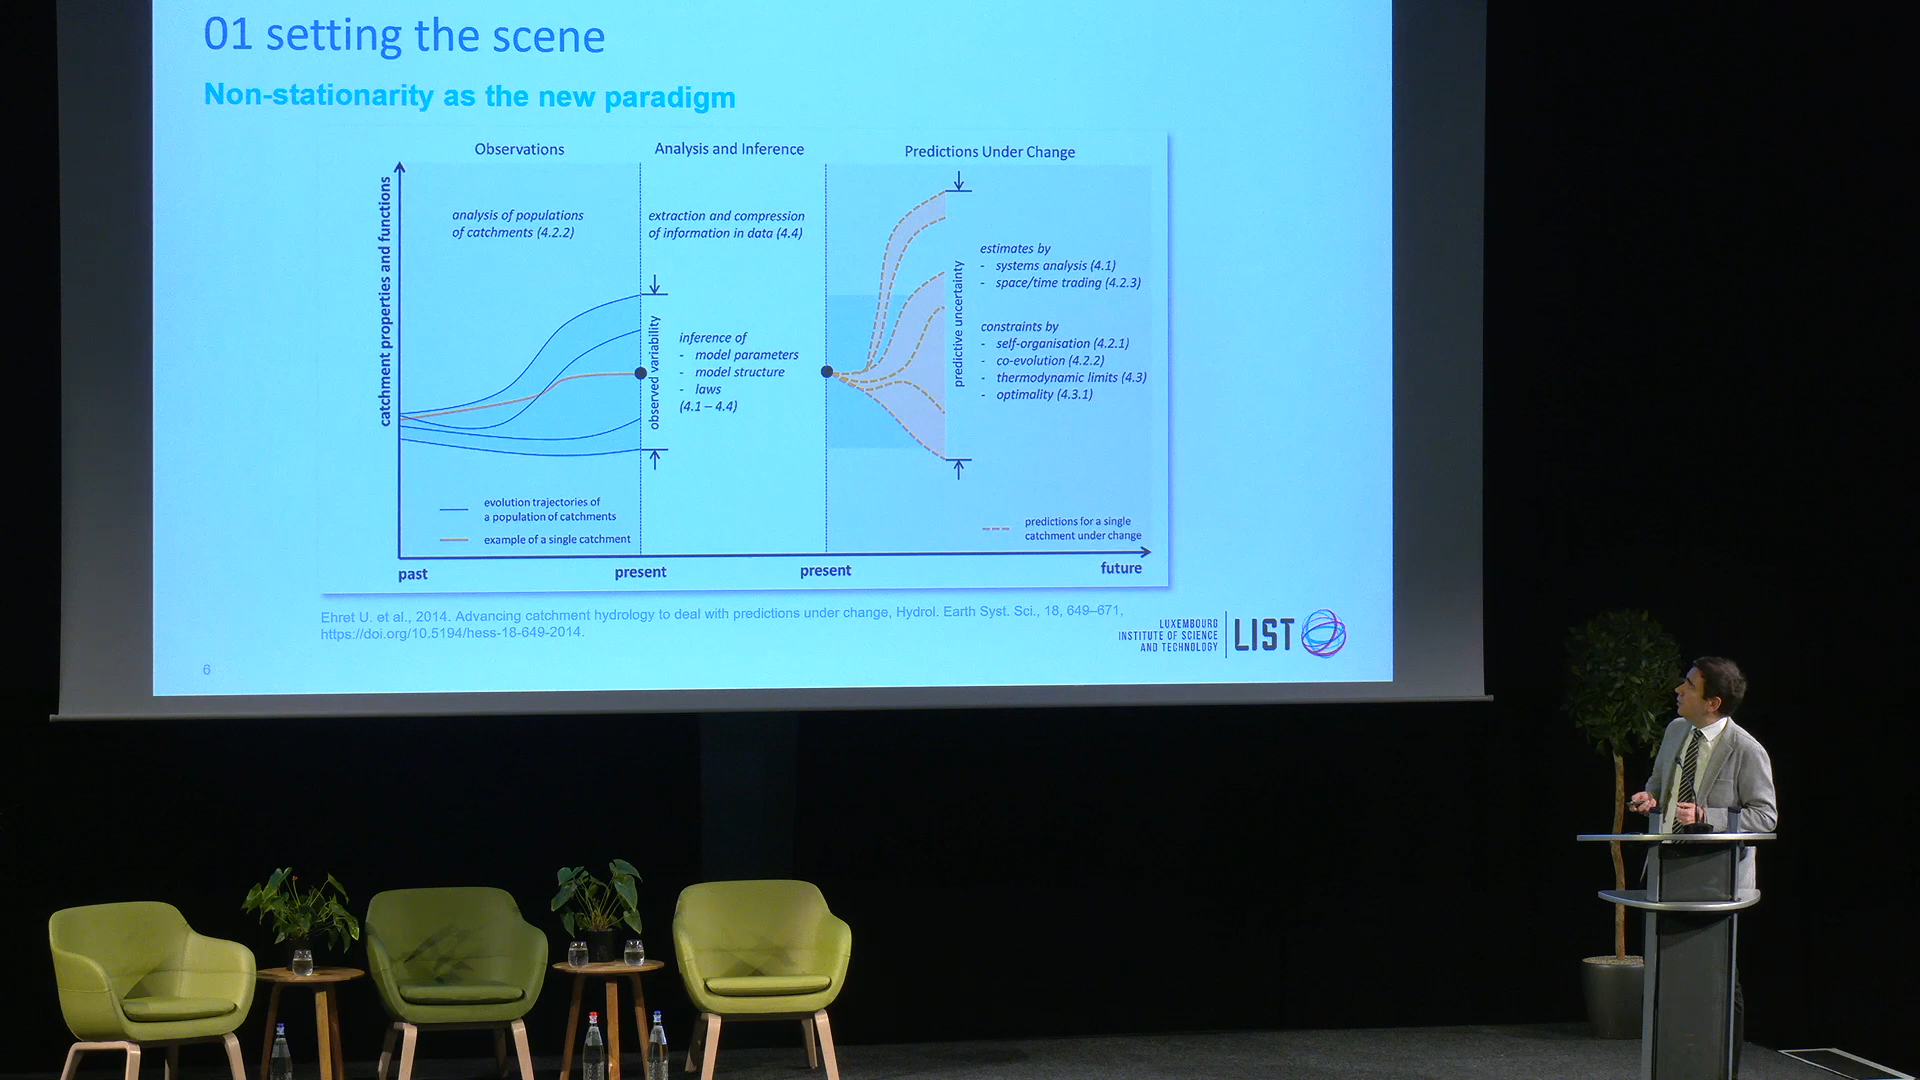 01 setting the scene
Non-stationarity as the new paradigm
Observations
Analysis and Inference
Predictions Under Change
catchment properties and functions
analysis of populations
of catchments (4.2.2)
extraction and compression
of information in data (4.4)
observed variability
inference of
- model parameters
- model structure
- laws
(4.1 – 4.4)
predictive uncertainty
estimates by
- systems analysis (4.1)
- space/time trading (4.2.3)
constraints by
- self-organisation (4.2.1)
- co-evolution (4.2.2)
- thermodynamic limits (4.3)
- optimality (4.3.1)
evolution trajectories of
a population of catchments
example of a single catchment
predictions for a single
catchment under change
past
present
present
future
Ehret U. et al., 2014. Advancing catchment hydrology to deal with predictions under change, Hydrol. Earth Syst. Sci., 18, 649–671,
https://doi.org/10.5194/hess-18-649-2014.
LUXEMBOURG
INSTITUTE OF SCIENCE
AND TECHNOLOGY
LIST
6